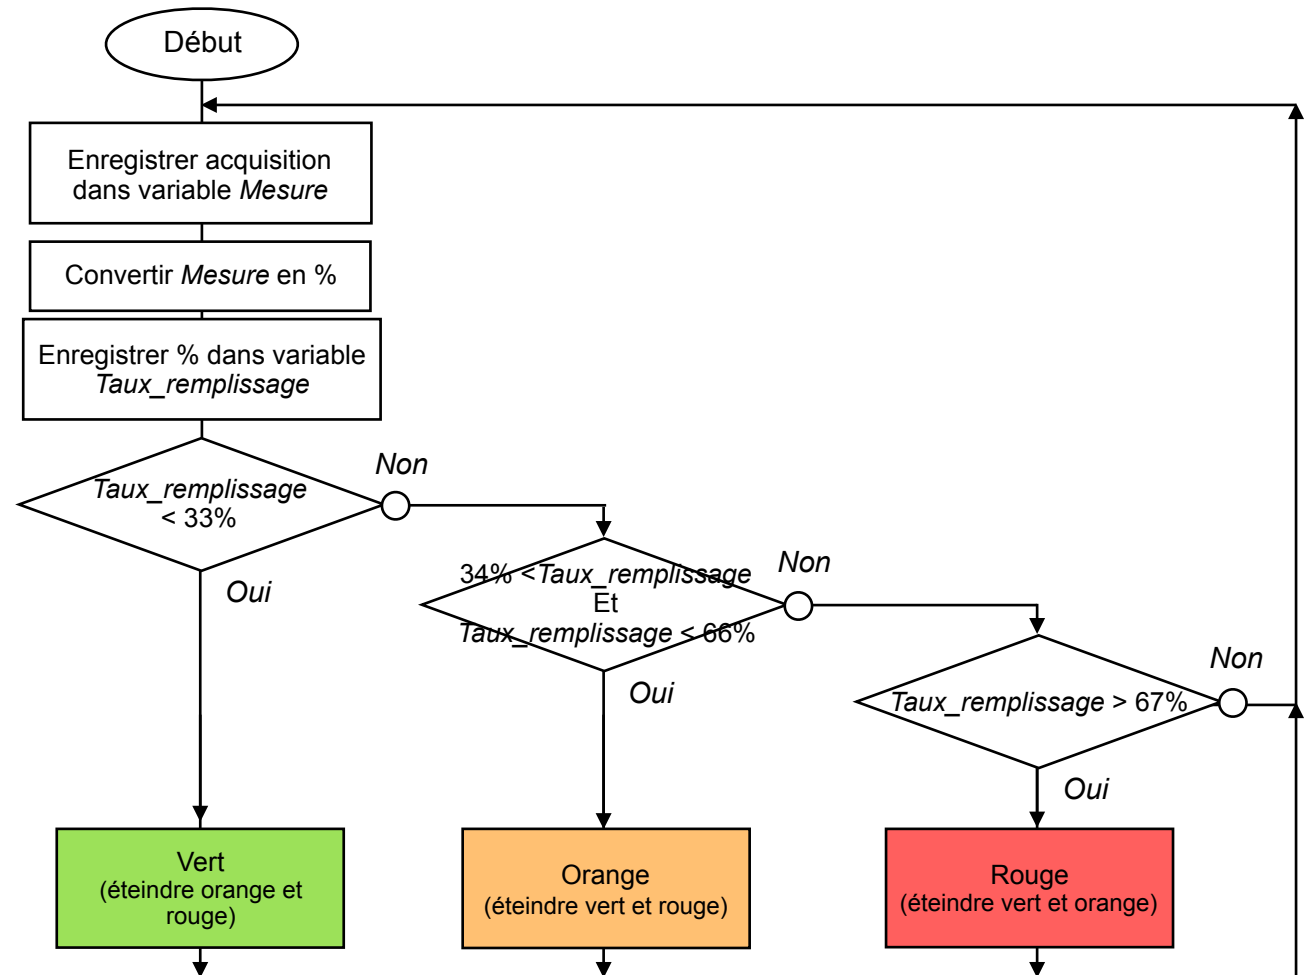 Début
Enregistrer acquisition
dans variable Mesure
Convertir Mesure en %
Enregistrer % dans variable
Taux_remplissage
Taux_remplissage
< 33%
Non
Oui
34% <Taux_remplissage
Et
Taux_remplissage < 66%
Non
Oui
Taux_remplissage > 67%
Non
Oui
Vert
(éteindre orange et
rouge)
Orange
(éteindre vert et rouge)
Rouge
(éteindre vert et orange)